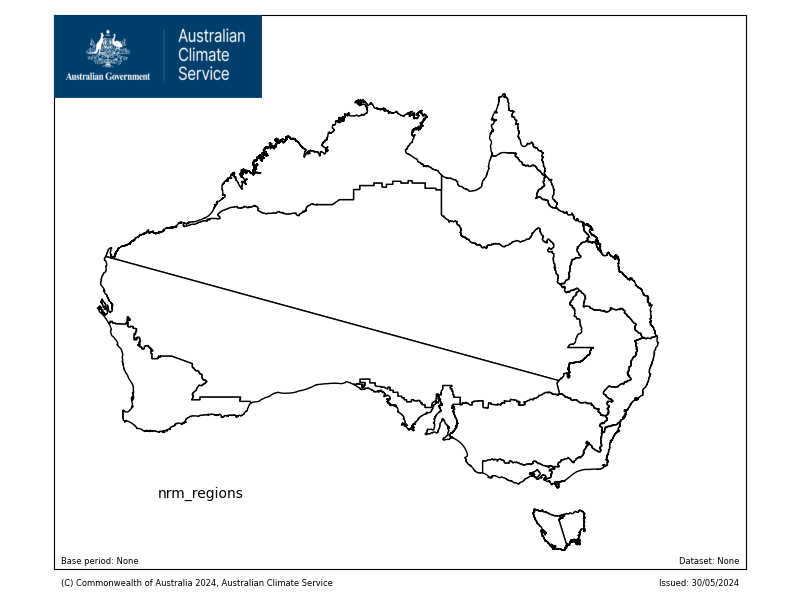 Australian Government
Australian
Climate
Service
nrm_regions
Base period: None
Dataset: None
(C) Commonwealth of Australia 2024, Australian Climate Service
Issued: 30/05/2024